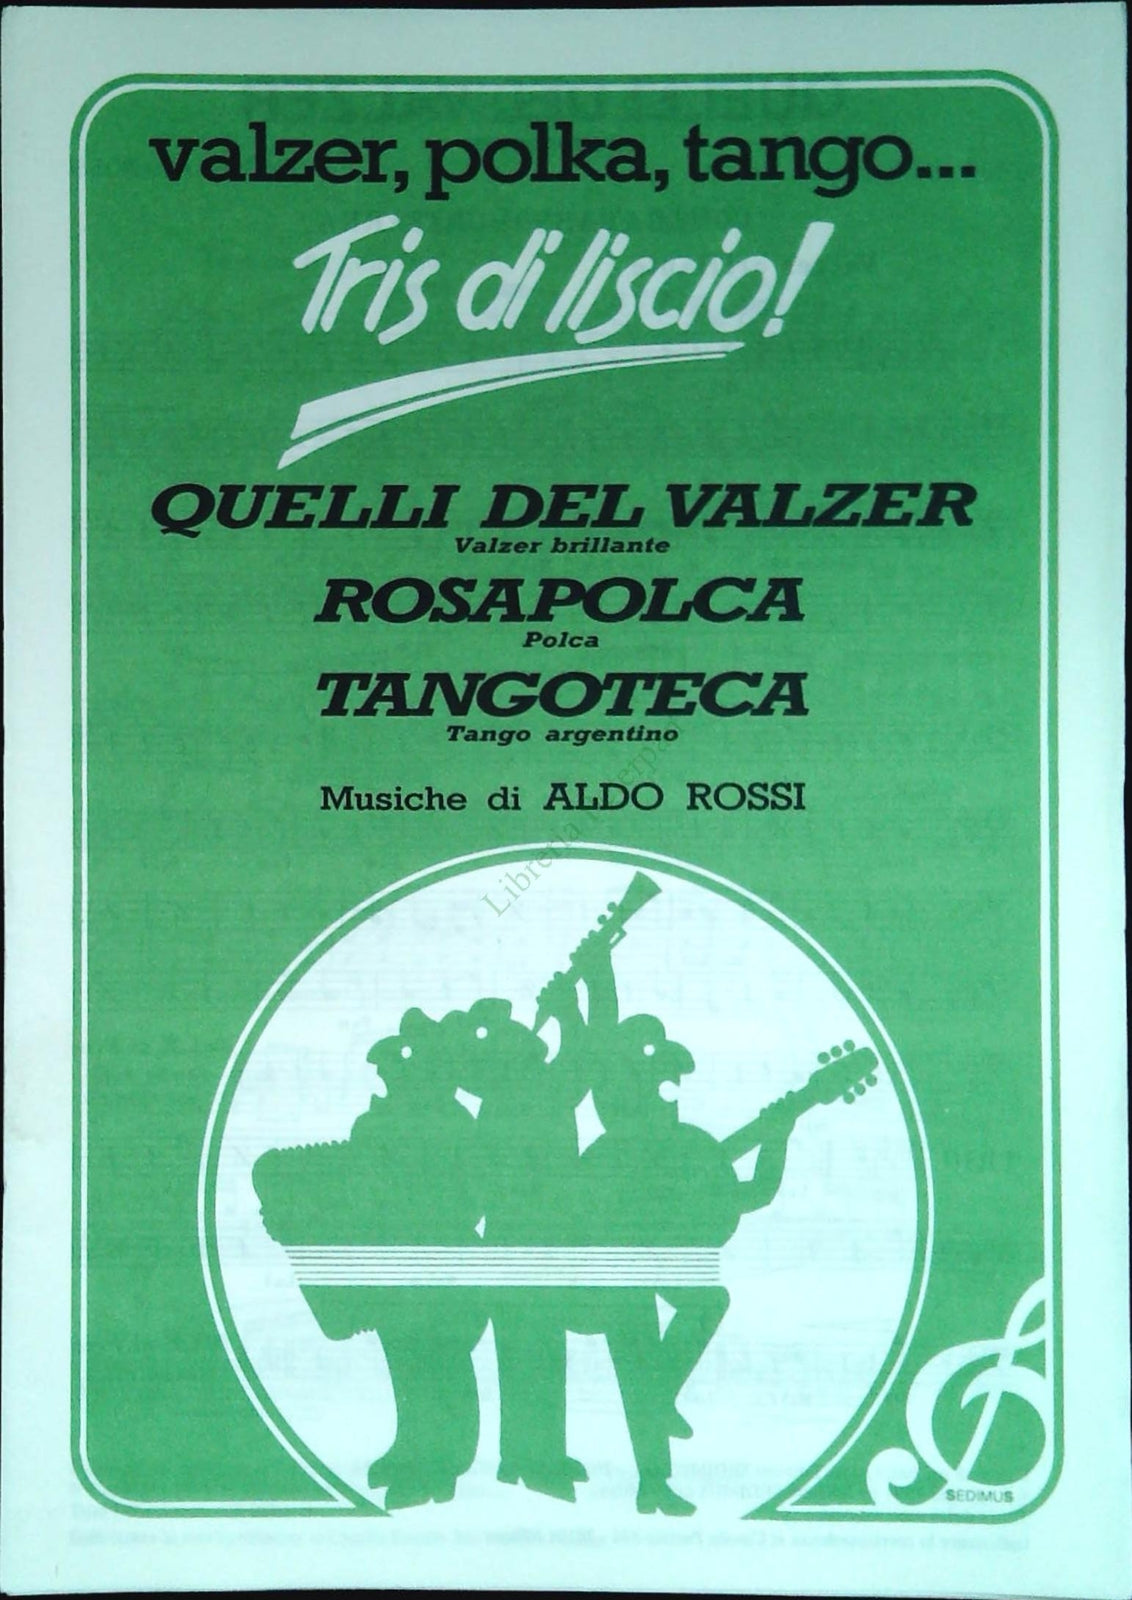 valzer, polka, tango...
Tris di liscio!
QUELLI DEL VALZER
Valzer brillante
ROSAPOLCA
Polca
TANGOTECA
Tango argentino
Musiche di ALDO ROSSI
Libreria
SEDIMUS